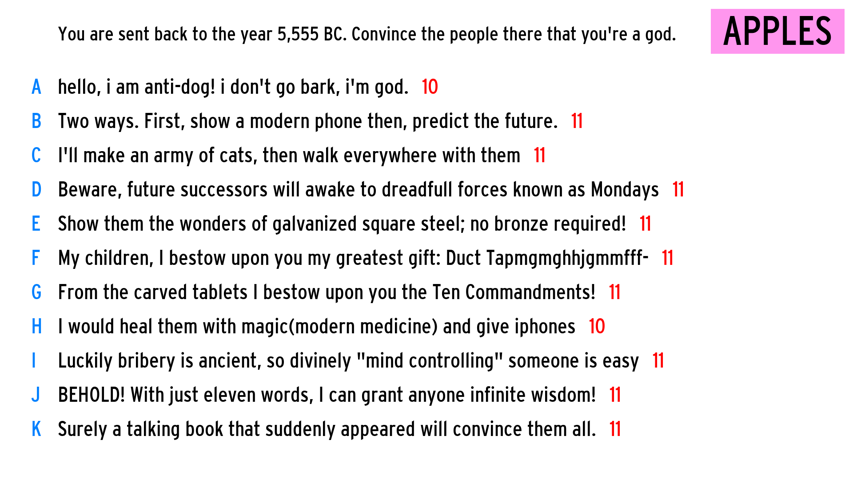 You are sent back to the year 5,555 BC. Convince the people there that you're a god.
APPLES
A hello, i am anti-dog! i don't go bark, i'm god. 10
B Two ways. First, show a modern phone then, predict the future. 11
C I'll make an army of cats, then walk everywhere with them 11
D Beware, future successors will awake to dreadfull forces known as Mondays 11
E Show them the wonders of galvanized square steel; no bronze required! 11
F My children, I bestow upon you my greatest gift: Duct Tapmgmghhjgmmfff- 11
G From the carved tablets I bestow upon you the Ten Commandments! 11
H I would heal them with magic(modern medicine) and give iphones 10
I Luckily bribery is ancient, so divinely "mind controlling" someone is easy 11
J BEHOLD! With just eleven words, I can grant anyone infinite wisdom! 11
K Surely a talking book that suddenly appeared will convince them all. 11